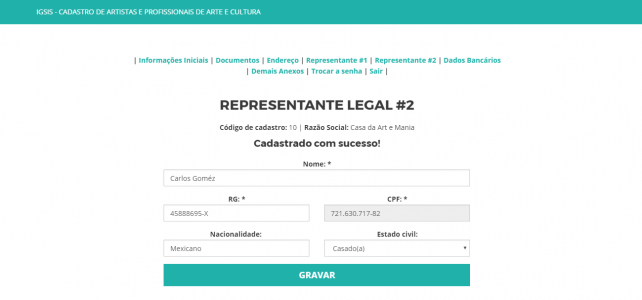 IGSIS - CADASTRO DE ARTISTAS E PROFISSIONAIS DE ARTE E CULTURA
| Informações Iniciais | Documentos | Endereço | Representante #1 | Representante #2 | Dados Bancários
| Demais Anexos | Trocar a senha | Sair |
REPRESENTANTE LEGAL #2
Código de cadastro: 10 | Razão Social: Casa da Art e Mania
Cadastrado com sucesso!
Nome: *
Carlos Goméz
RG: * CPF: *
45888695-X 721.630.717-82
Nacionalidade: Estado civil:
Mexicano Casado(a)
GRAVAR